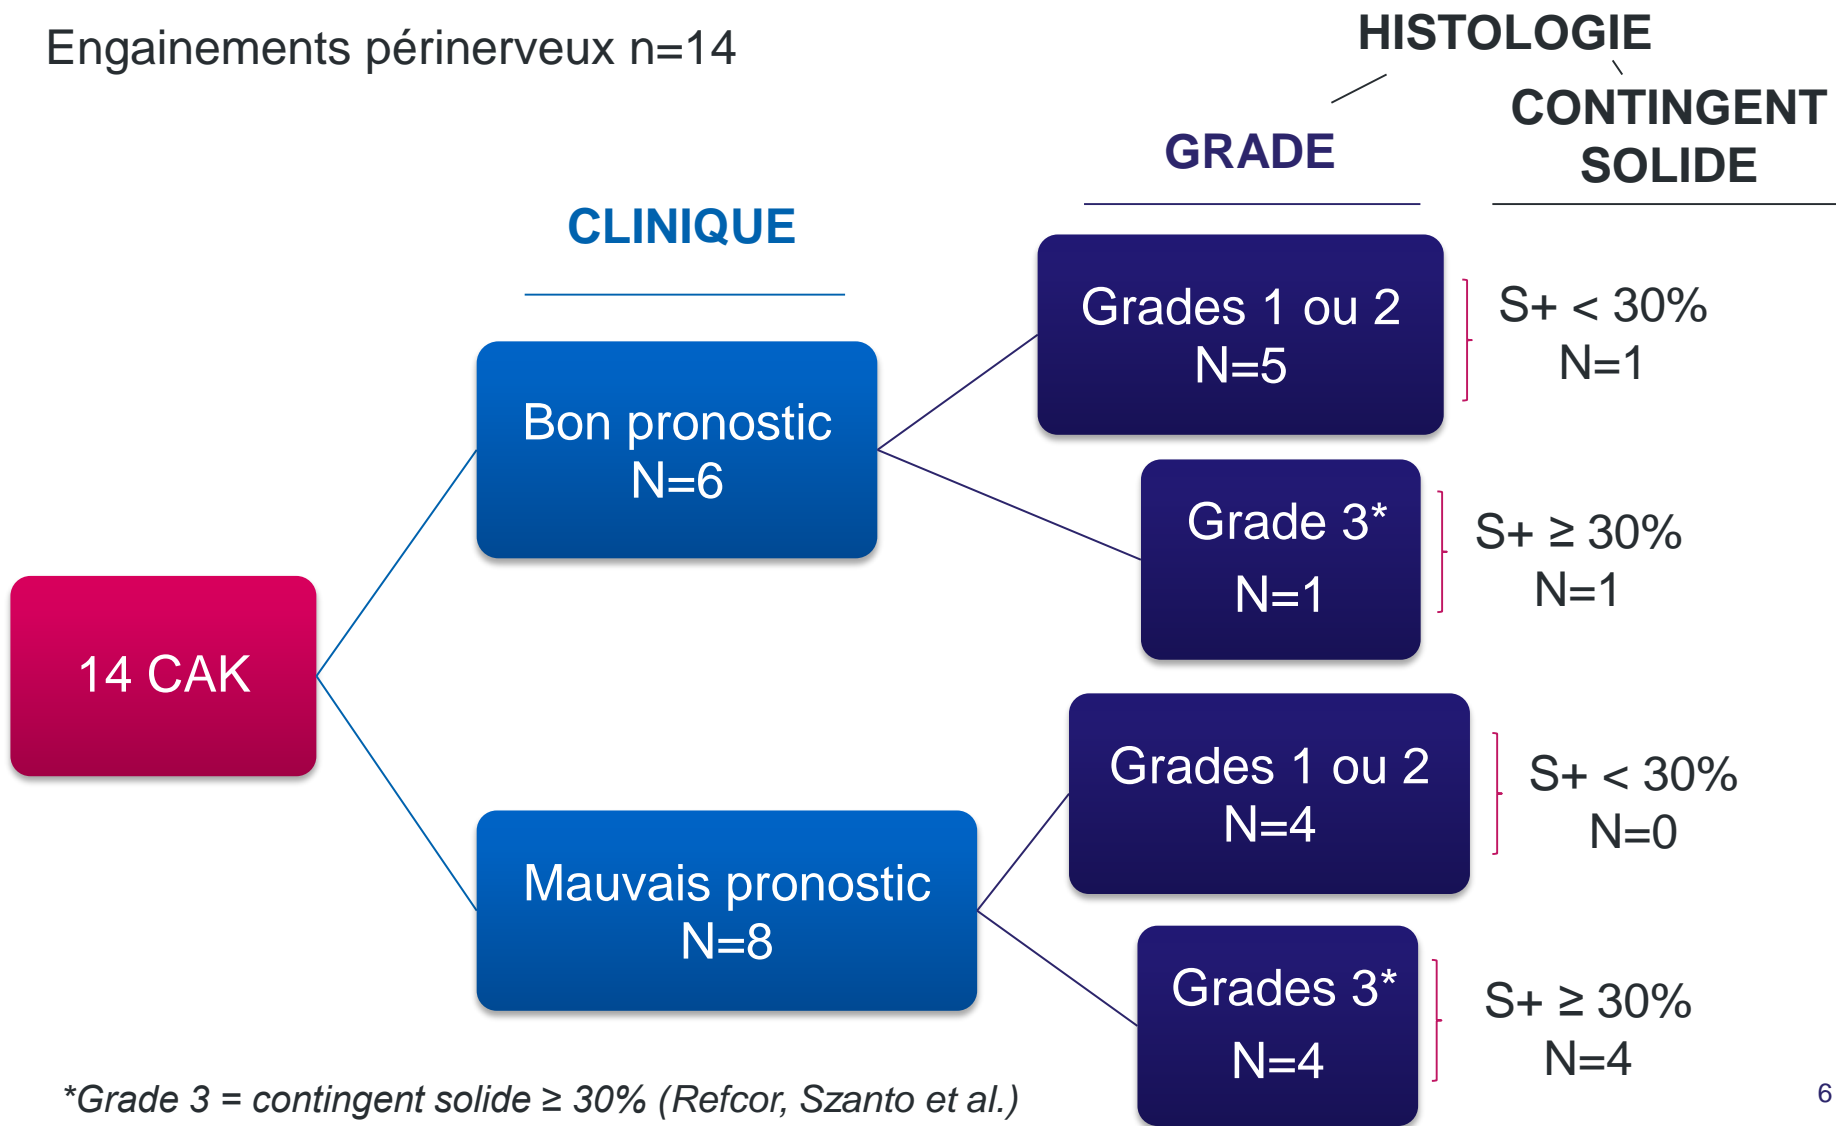 Engainements périnerveux n=14
HISTOLOGIE
GRADE
CONTINGENT
SOLIDE
CLINIQUE
14 CAK
Bon pronostic
N=6
Grades 1 ou 2
N=5
S+ < 30%
N=1
Grade 3*
N=1
S+ ≥ 30%
N=1
Mauvais pronostic
N=8
Grades 1 ou 2
N=4
S+ < 30%
N=0
Grades 3*
N=4
S+ ≥ 30%
N=4
*Grade 3 = contingent solide ≥ 30% (Refcor, Szanto et al.)
6